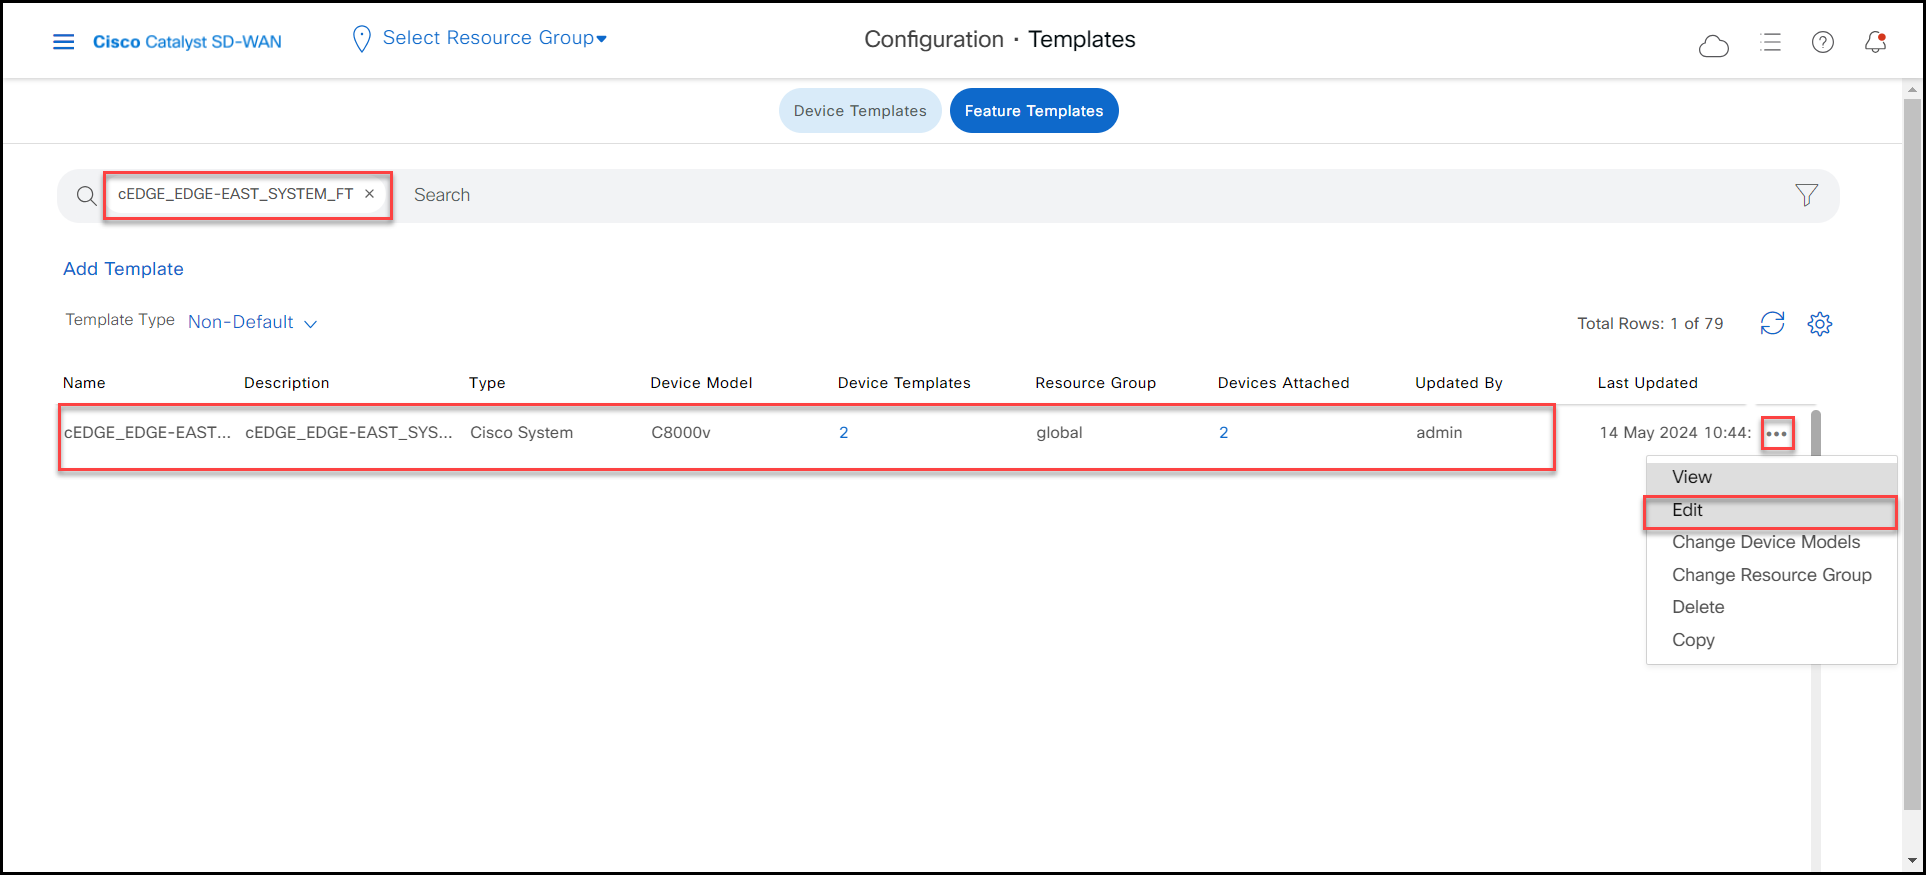 Cisco Catalyst SD-WAN
Select Resource Group
Configuration · Templates
Device Templates
Feature Templates
cEDGE_EDGE-EAST_SYSTEM_FT ×
Search
Add Template
Template Type Non-Default
Total Rows: 1 of 79
Name Description Type Device Model Device Templates Resource Group Devices Attached Updated By Last Updated
cEDGE_EDGE-EAST... cEDGE_EDGE-EAST_SYS... Cisco System C8000v 2 global 2 admin 14 May 2024 10:44:
View
Edit
Change Device Models
Change Resource Group
Delete
Copy